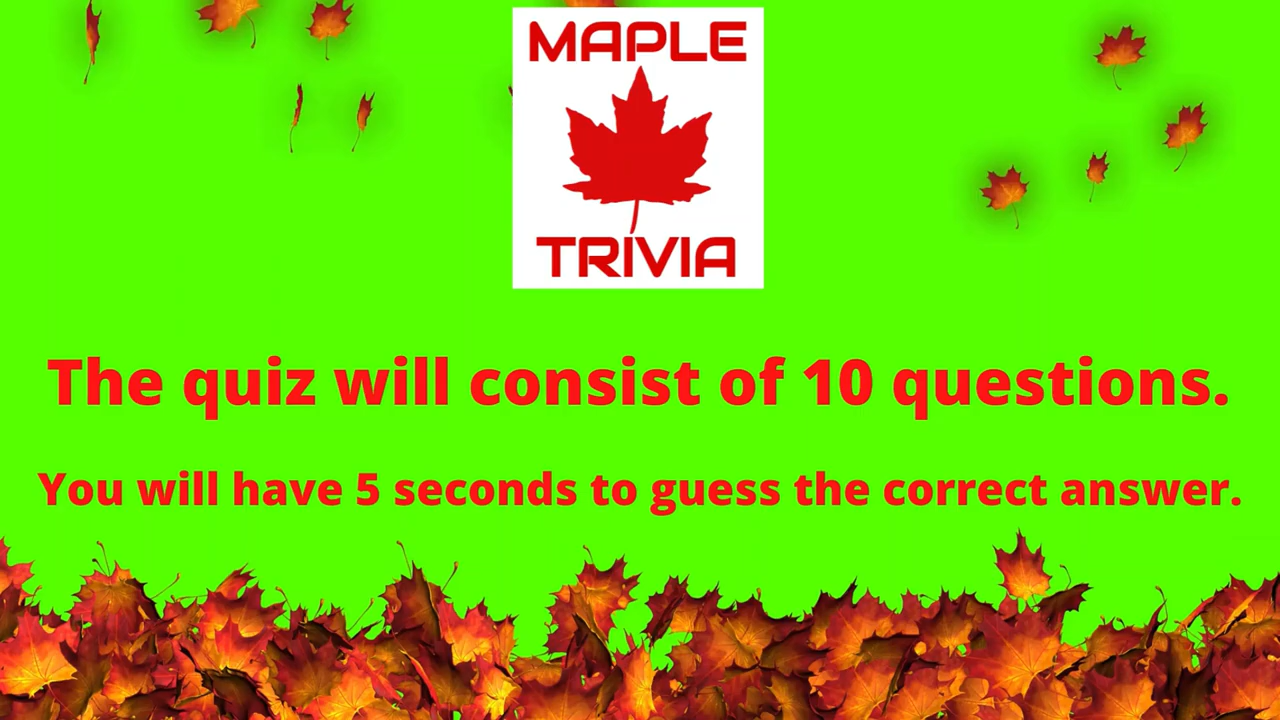 MAPLE
TRIVIA
The quiz will consist of 10 questions.
You will have 5 seconds to guess the correct answer.